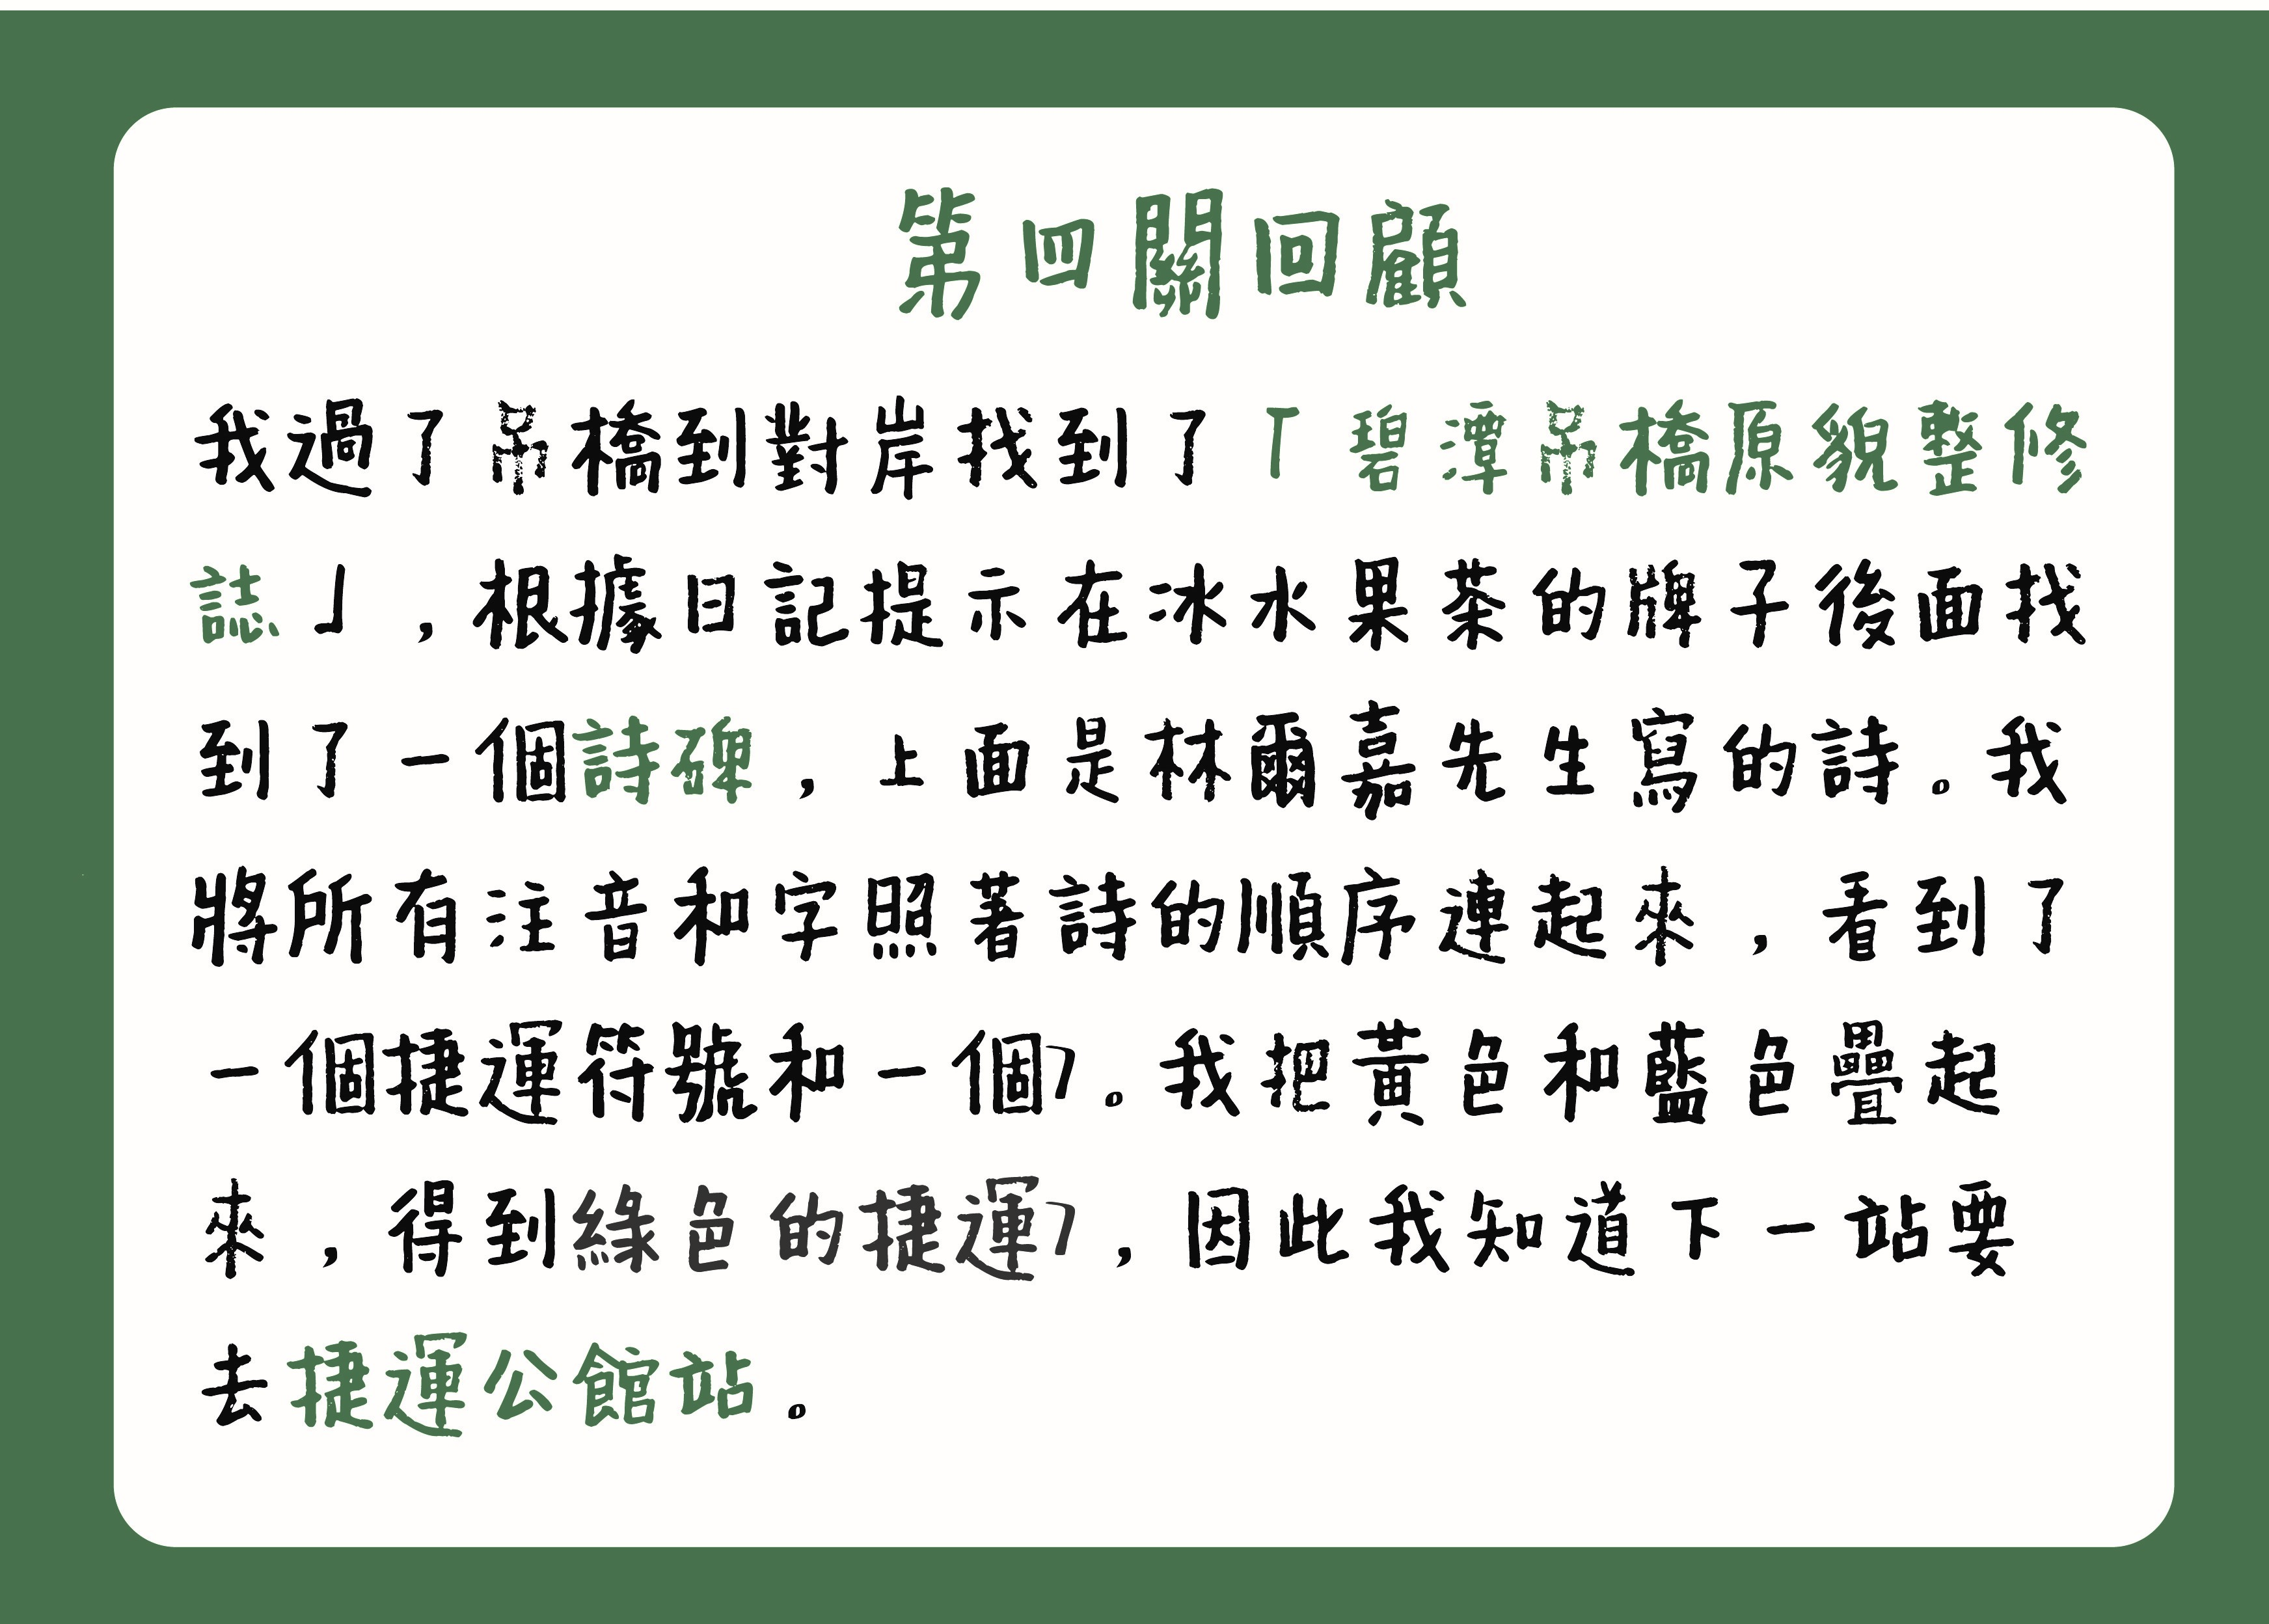 第四關回顧
我過了吊橋到對岸找到了「碧潭吊橋原貌整修
誌」,根據日記提示在冰水果茶的牌子後面找
到了一個詩碑,上面是林爾嘉先生寫的詩。我
將所有注音和字照著詩的順序連起來,看到了
一個捷運符號和一個7。我把黃色和藍色疊起
來,得到綠色的捷運7,因此我知道下一站要
去捷運公館站。